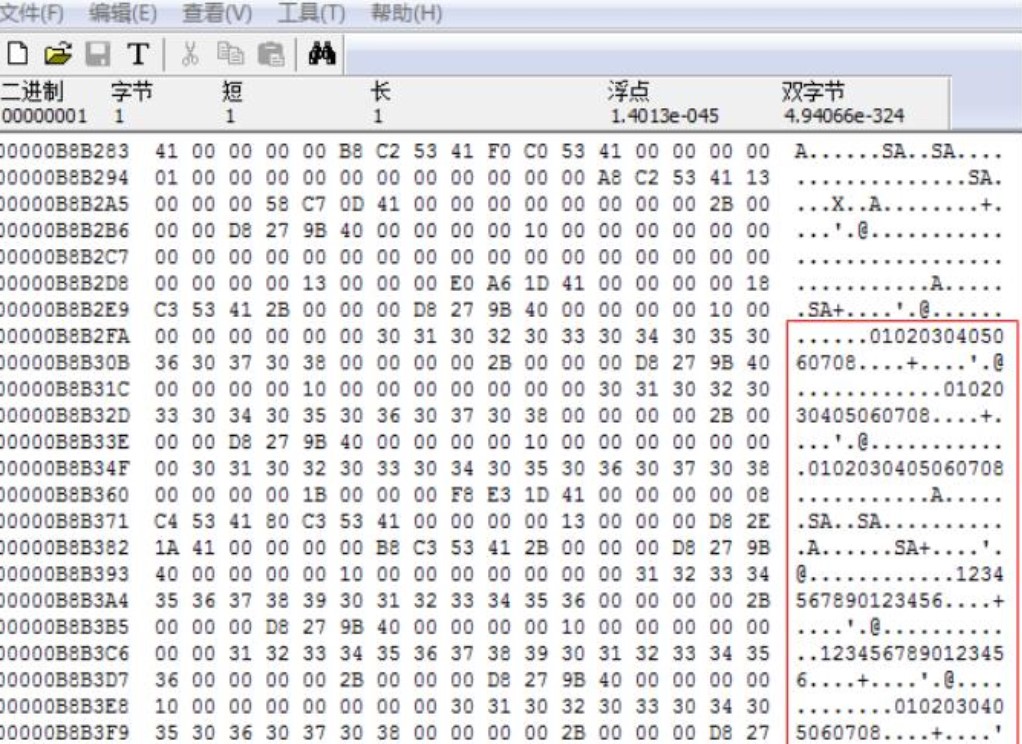 文件(F) 编辑(E) 查看(V) 工具(T) 帮助(H)
T
二进制 字节 短 长 浮点 双字节
00000001 1 1 1 1.4013e-045 4.94066e-324
00000B8B283 41 00 00 00 00 B8 C2 53 41 F0 C0 53 41 00 00 00 00 A......SA..SA....
00000B8B294 01 00 00 00 00 00 00 00 00 00 00 00 A8 C2 53 41 13 ..............SA.
00000B8B2A5 00 00 00 58 C7 0D 41 00 00 00 00 00 00 00 00 2B 00 ...X..A........+.
00000B8B2B6 00 00 D8 27 9B 40 00 00 00 00 10 00 00 00 00 00 00 ...'.@...........
00000B8B2C7 00 00 00 00 00 00 00 00 00 00 00 00 00 00 00 00 00 .................
00000B8B2D8 00 00 00 00 13 00 00 00 E0 A6 1D 41 00 00 00 00 18 ...........A.....
00000B8B2E9 C3 53 41 2B 00 00 00 D8 27 9B 40 00 00 00 00 10 00 .SA+....'.@......
00000B8B2FA 00 00 00 00 00 00 30 31 30 32 30 33 30 34 30 35 30 ......01020304050
00000B8B30B 36 30 37 30 38 00 00 00 00 2B 00 00 00 D8 27 9B 40 60708....+....'.@
00000B8B31C 00 00 00 00 10 00 00 00 00 00 00 00 30 31 30 32 30 ............01020
00000B8B32D 33 30 34 30 35 30 36 30 37 30 38 00 00 00 00 2B 00 30405060708....+.
00000B8B33E 00 00 D8 27 9B 40 00 00 00 00 10 00 00 00 00 00 00 ...'.@...........
00000B8B34F 00 30 31 30 32 30 33 30 34 30 35 30 36 30 37 30 38 .0102030405060708
00000B8B360 00 00 00 00 1B 00 00 00 F8 E3 1D 41 00 00 00 00 08 ...........A.....
00000B8B371 C4 53 41 80 C3 53 41 00 00 00 00 13 00 00 00 D8 2E .SA..SA..........
00000B8B382 1A 41 00 00 00 00 B8 C3 53 41 2B 00 00 00 D8 27 9B .A......SA+....'.
00000B8B393 40 00 00 00 00 10 00 00 00 00 00 00 00 31 32 33 34 @............1234
00000B8B3A4 35 36 37 38 39 30 31 32 33 34 35 36 00 00 00 00 2B 567890123456....+
00000B8B3B5 00 00 00 D8 27 9B 40 00 00 00 00 10 00 00 00 00 00 ....'.@..........
00000B8B3C6 00 00 31 32 33 34 35 36 37 38 39 30 31 32 33 34 35 ..123456789012345
00000B8B3D7 36 00 00 00 00 2B 00 00 00 D8 27 9B 40 00 00 00 00 6....+....'.@....
00000B8B3E8 10 00 00 00 00 00 00 00 30 31 30 32 30 33 30 34 30 ........010203040
00000B8B3F9 35 30 36 30 37 30 38 00 00 00 00 2B 00 00 00 D8 27 5060708....+....'